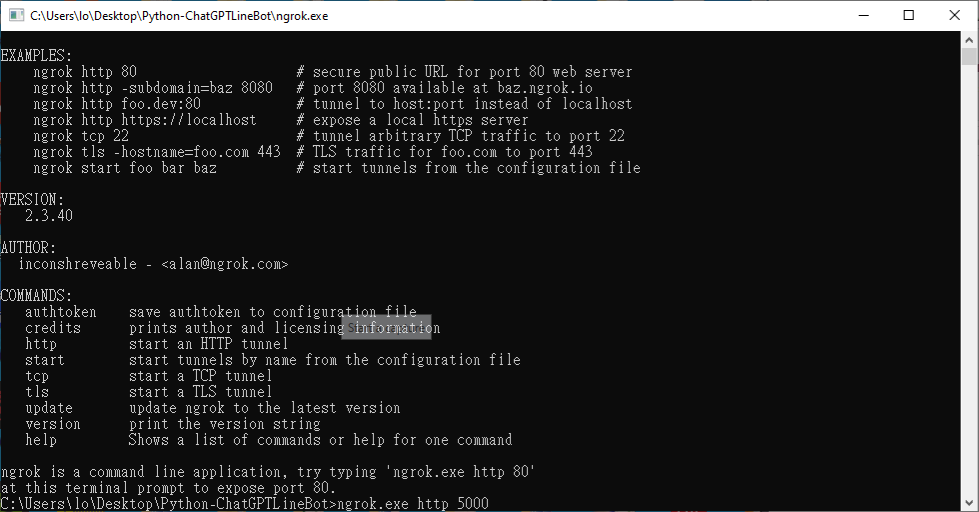 C:\Users\lo\Desktop\Python-ChatGPTLineBot\ngrok.exe
EXAMPLES:
    ngrok http 80                    # secure public URL for port 80 web server
    ngrok http -subdomain=baz 8080   # port 8080 available at baz.ngrok.io
    ngrok http foo.dev:80            # tunnel to host:port instead of localhost
    ngrok http https://localhost     # expose a local https server
    ngrok tcp 22                     # tunnel arbitrary TCP traffic to port 22
    ngrok tls -hostname=foo.com 443  # TLS traffic for foo.com to port 443
    ngrok start foo bar baz          # start tunnels from the configuration file
VERSION:
   2.3.40
AUTHOR:
  inconshreveable - <alan@ngrok.com>
COMMANDS:
   authtoken    save authtoken to configuration file
   credits      prints author and licensing information
   http         start an HTTP tunnel
   start        start tunnels by name from the configuration file
   tcp          start a TCP tunnel
   tls          start a TLS tunnel
   update       update ngrok to the latest version
   version      print the version string
   help         Shows a list of commands or help for one command
ngrok is a command line application, try typing 'ngrok.exe http 80'
at this terminal prompt to expose port 80.
C:\Users\lo\Desktop\Python-ChatGPTLineBot>ngrok.exe http 5000